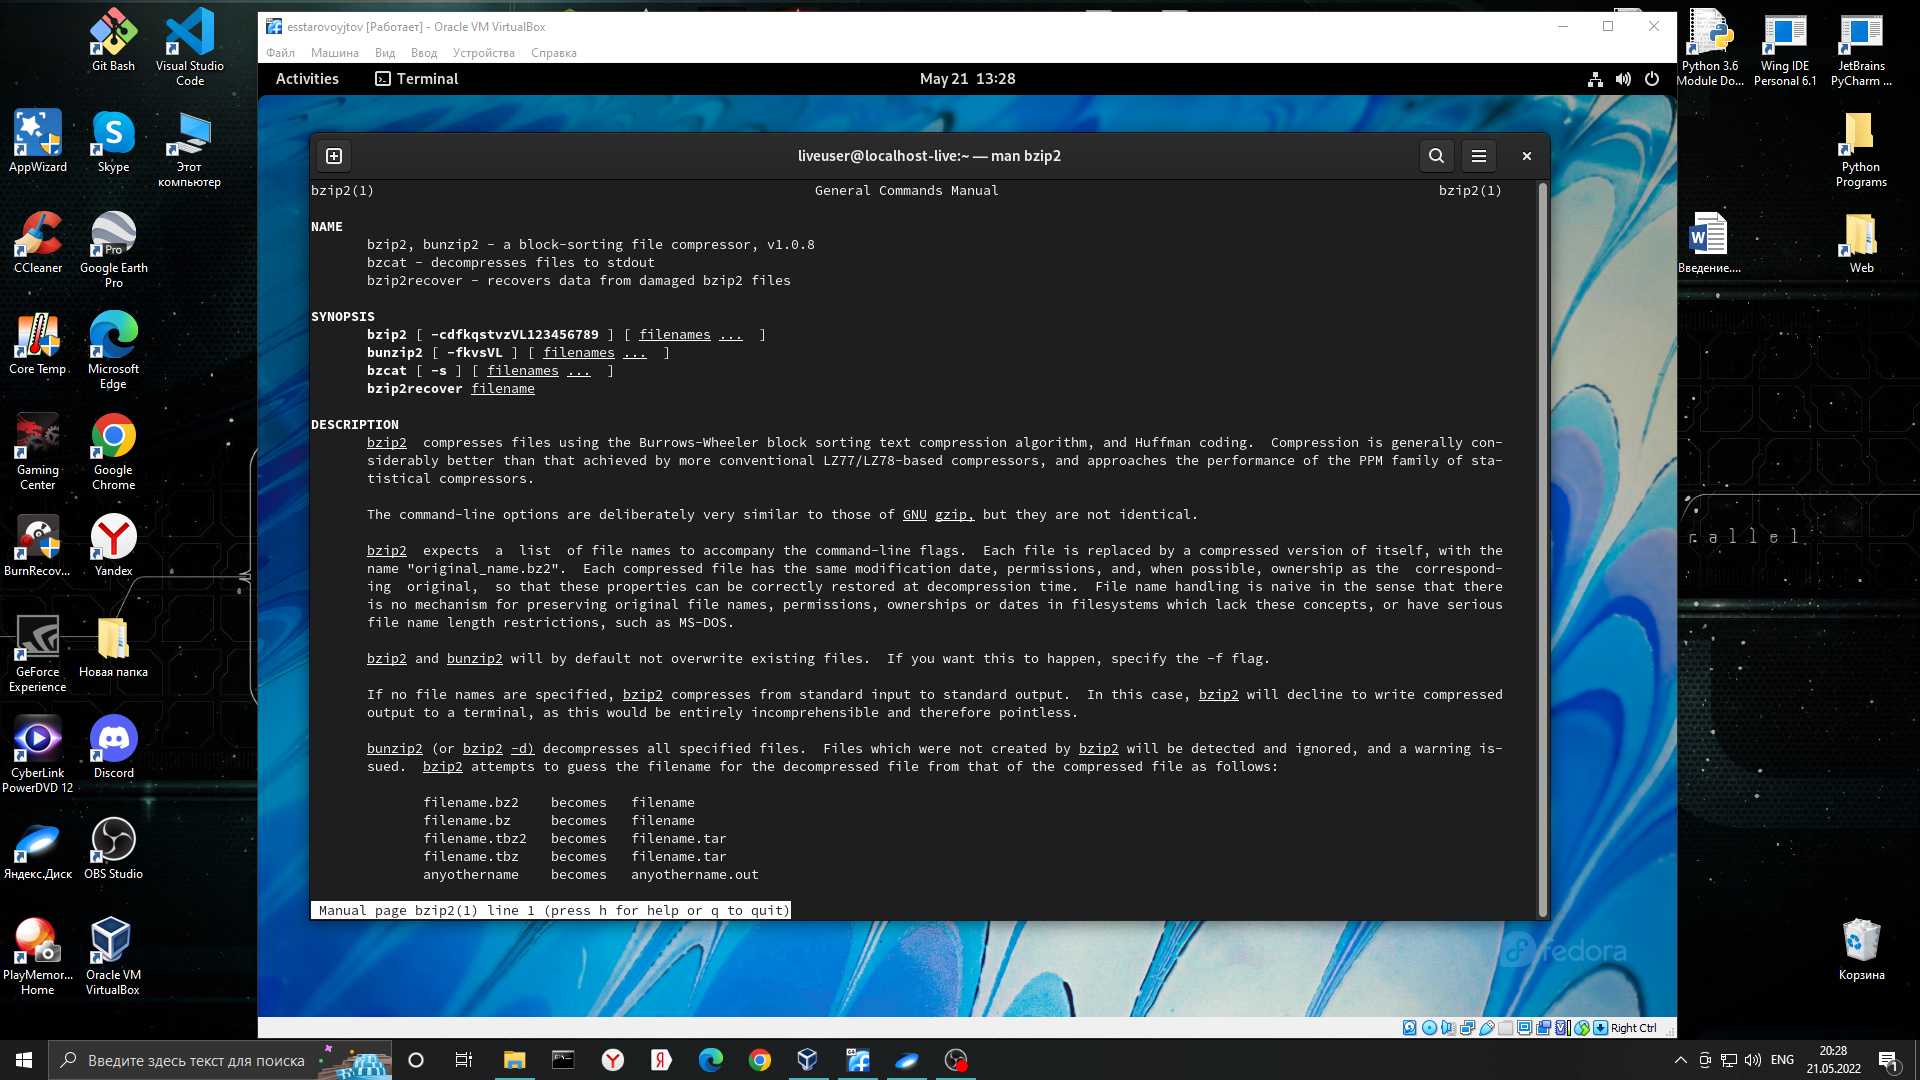 esstarovoyjtov [Работает] - Oracle VM VirtualBox
Файл Машина Вид Ввод Устройства Справка
Activities Terminal May 21 13:28
liveuser@localhost-live:~ — man bzip2
bzip2(1) General Commands Manual bzip2(1)
NAME
bzip2, bunzip2 - a block-sorting file compressor, v1.0.8
bzcat - decompresses files to stdout
bzip2recover - recovers data from damaged bzip2 files
SYNOPSIS
bzip2 [ -cdfkqstvzVL123456789 ] [ filenames ... ]
bunzip2 [ -fkvsVL ] [ filenames ... ]
bzcat [ -s ] [ filenames ... ]
bzip2recover filename
DESCRIPTION
bzip2 compresses files using the Burrows-Wheeler block sorting text compression algorithm, and Huffman coding. Compression is generally con-
siderably better than that achieved by more conventional LZ77/LZ78-based compressors, and approaches the performance of the PPM family of sta-
tistical compressors.
The command-line options are deliberately very similar to those of GNU gzip, but they are not identical.
bzip2 expects a list of file names to accompany the command-line flags. Each file is replaced by a compressed version of itself, with the
name "original_name.bz2". Each compressed file has the same modification date, permissions, and, when possible, ownership as the correspond-
ing original, so that these properties can be correctly restored at decompression time. File name handling is naive in the sense that there
is no mechanism for preserving original file names, permissions, ownerships or dates in filesystems which lack these concepts, or have serious
file name length restrictions, such as MS-DOS.
bzip2 and bunzip2 will by default not overwrite existing files. If you want this to happen, specify the -f flag.
If no file names are specified, bzip2 compresses from standard input to standard output. In this case, bzip2 will decline to write compressed
output to a terminal, as this would be entirely incomprehensible and therefore pointless.
bunzip2 (or bzip2 -d) decompresses all specified files. Files which were not created by bzip2 will be detected and ignored, and a warning is-
sued. bzip2 attempts to guess the filename for the decompressed file from that of the compressed file as follows:
filename.bz2 becomes filename
filename.bz becomes filename
filename.tbz2 becomes filename.tar
filename.tbz becomes filename.tar
anyothername becomes anyothername.out
Manual page bzip2(1) line 1 (press h for help or q to quit)
fedora
Right Ctrl
Git Bash
Visual Studio
Code
AppWizard
Skype
Этот
компьютер
CCleaner
Pro
Google Earth
Pro
Core Temp
Microsoft
Edge
Gaming
Center
Google
Chrome
BurnRecov...
Yandex
GeForce
Experience
Новая папка
CyberLink
PowerDVD 12
Discord
Яндекс.Диск
OBS Studio
PlayMemor...
Home
Oracle VM
VirtualBox
Python 3.6
Module Do...
Wing IDE
Personal 6.1
JetBrains
PyCharm ...
Python
Programs
Введение....
Web
rallel
Корзина
Введите здесь текст для поиска
ENG
20:28
21.05.2022
1